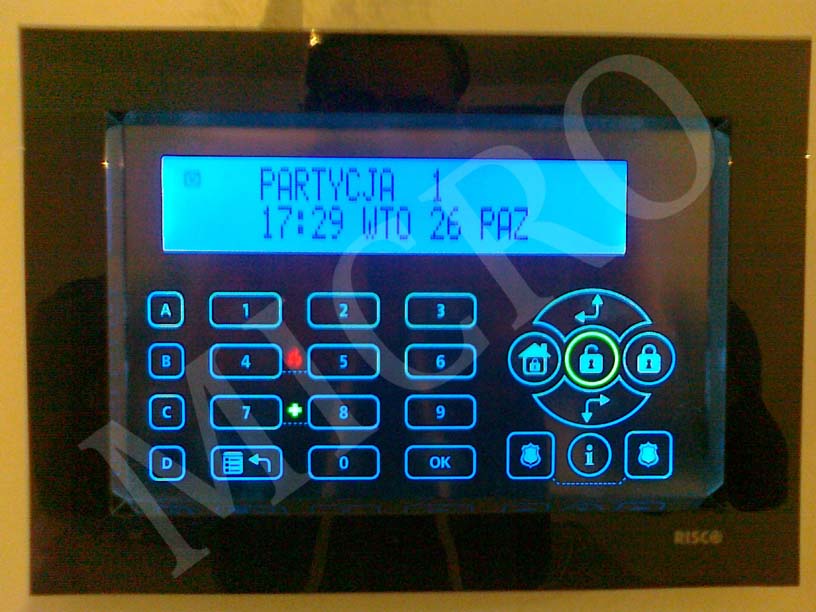 PARTYCJA 1
17:29 WTO 26 PAZ
A 1 2 3
B 4 5 6
C 7 8 9
D 0 OK
i
RISCO
MICRO